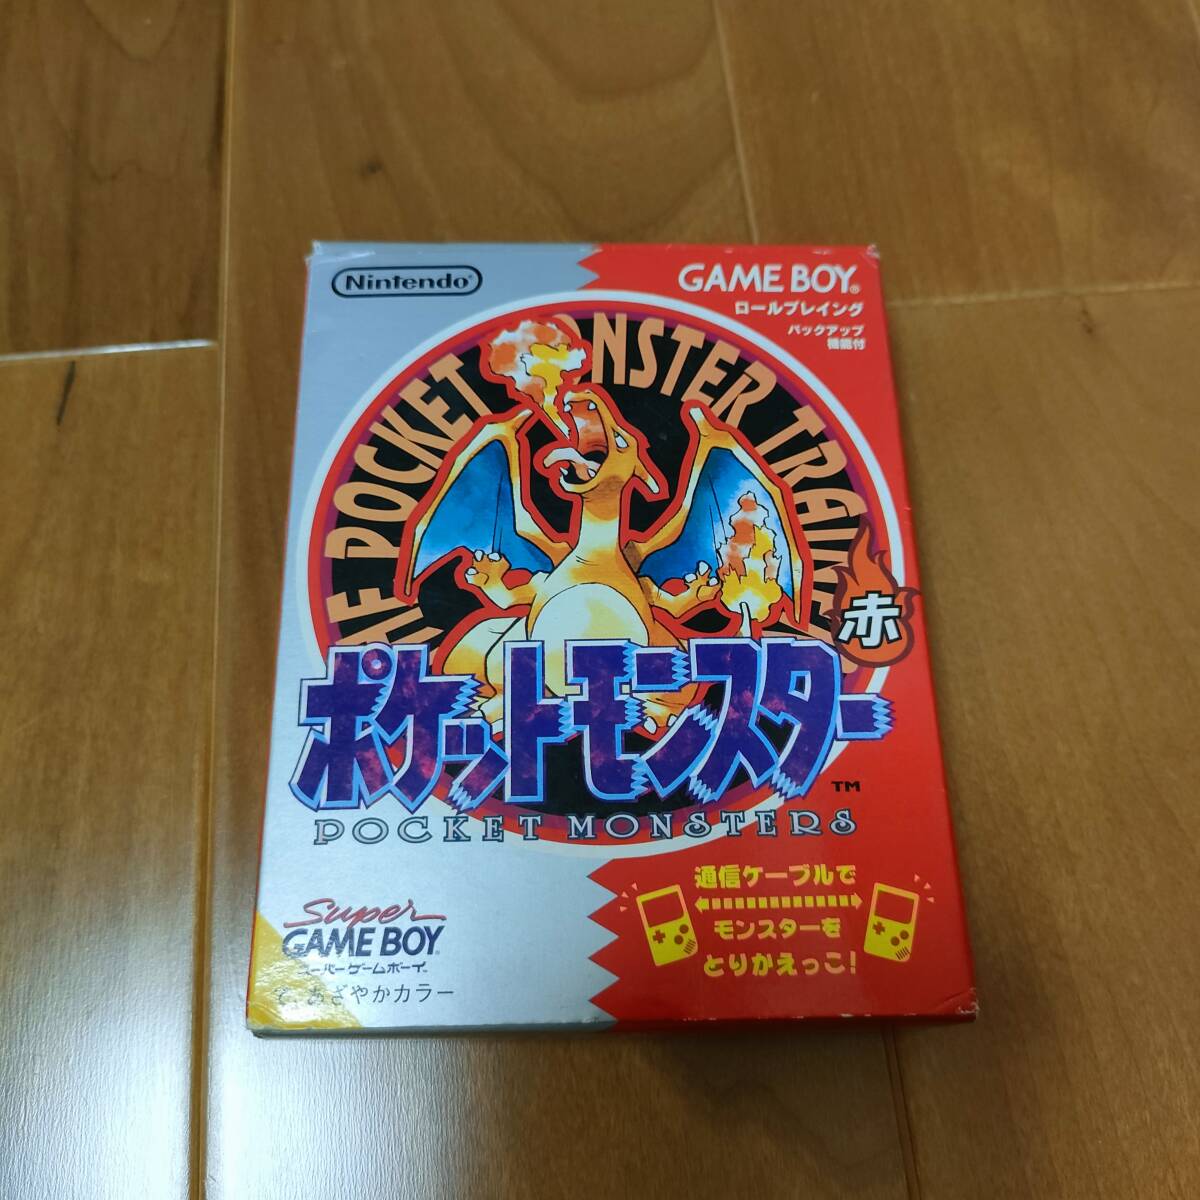 Nintendo®
GAME BOY®
ロールプレイング
バックアップ
機能付
POCKET MONSTER
赤
ポケットモンスター
TM
POCKET MONSTERS
通信ケーブルで
モンスターを
とりかえっこ!
Super
GAME BOY
スーパーゲームボーイ
で、あざやかカラー